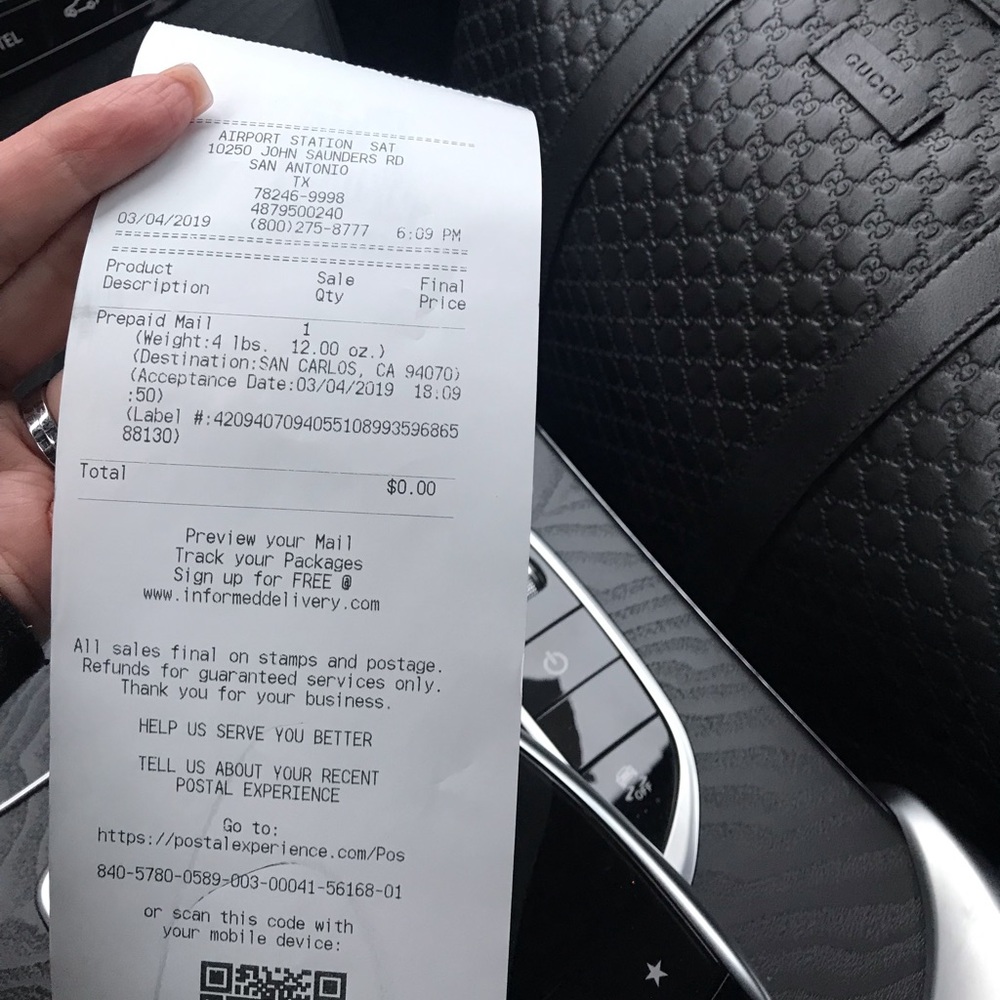 TEL
GUCCI
AIRPORT STATION SAT
10250 JOHN SAUNDERS RD
SAN ANTONIO
TX
78246-9998
4879500240
03/04/2019 (800)275-8777 6:09 PM
Product Sale Final
Description Qty Price
Prepaid Mail 1
(Weight:4 lbs. 12.00 oz.)
(Destination:SAN CARLOS, CA 94070)
(Acceptance Date:03/04/2019 18:09
:50)
(Label #:4209407094055108993596865
88130)
Total $0.00
Preview your Mail
Track your Packages
Sign up for FREE @
www.informeddelivery.com
All sales final on stamps and postage.
Refunds for guaranteed services only.
Thank you for your business.
HELP US SERVE YOU BETTER
TELL US ABOUT YOUR RECENT
POSTAL EXPERIENCE
Go to:
https://postalexperience.com/Pos
840-5780-0589-003-00041-56168-01
or scan this code with
your mobile device:
OFF